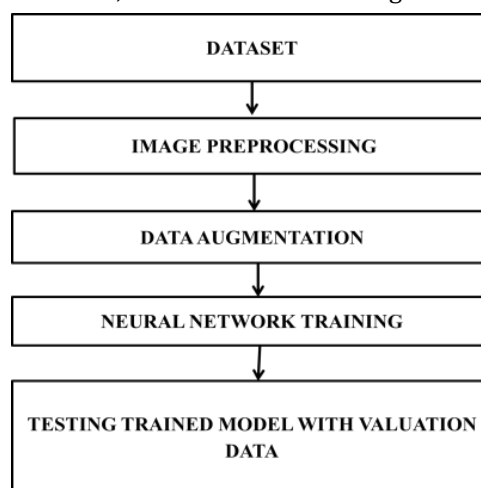 DATASET
IMAGE PREPROCESSING
DATA AUGMENTATION
NEURAL NETWORK TRAINING
TESTING TRAINED MODEL WITH VALUATION
DATA